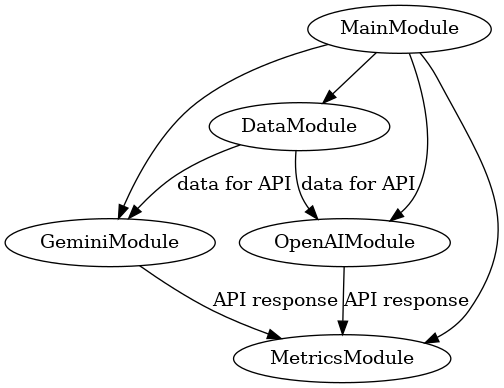 MainModule
DataModule
data for API
data for API
GeminiModule
OpenAIModule
API response
API response
MetricsModule